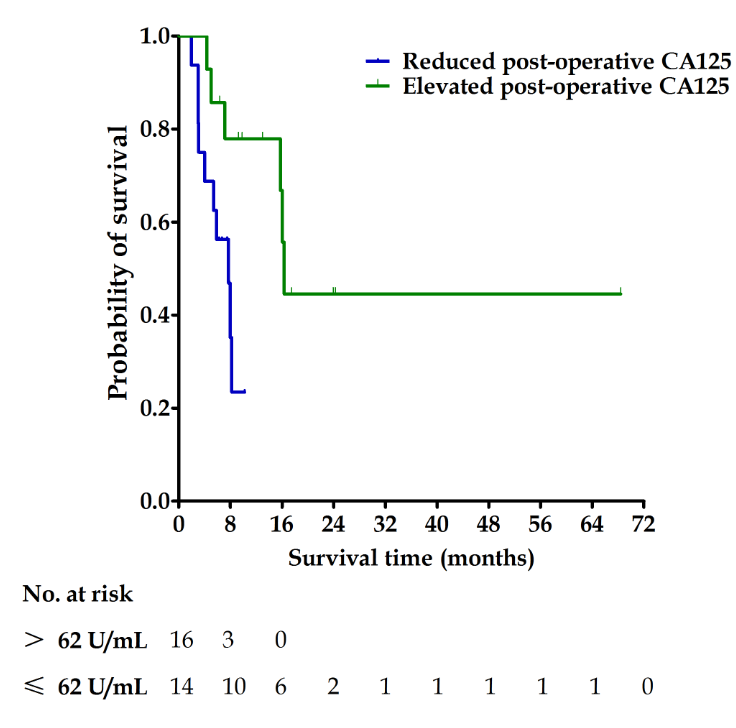 Reduced post-operative CA125
Elevated post-operative CA125
Probability of survival
1.0
0.8
0.6
0.4
0.2
0.0
0 8 16 24 32 40 48 56 64 72
Survival time (months)
No. at risk
> 62 U/mL 16 3 0
⩽ 62 U/mL 14 10 6 2 1 1 1 1 1 0